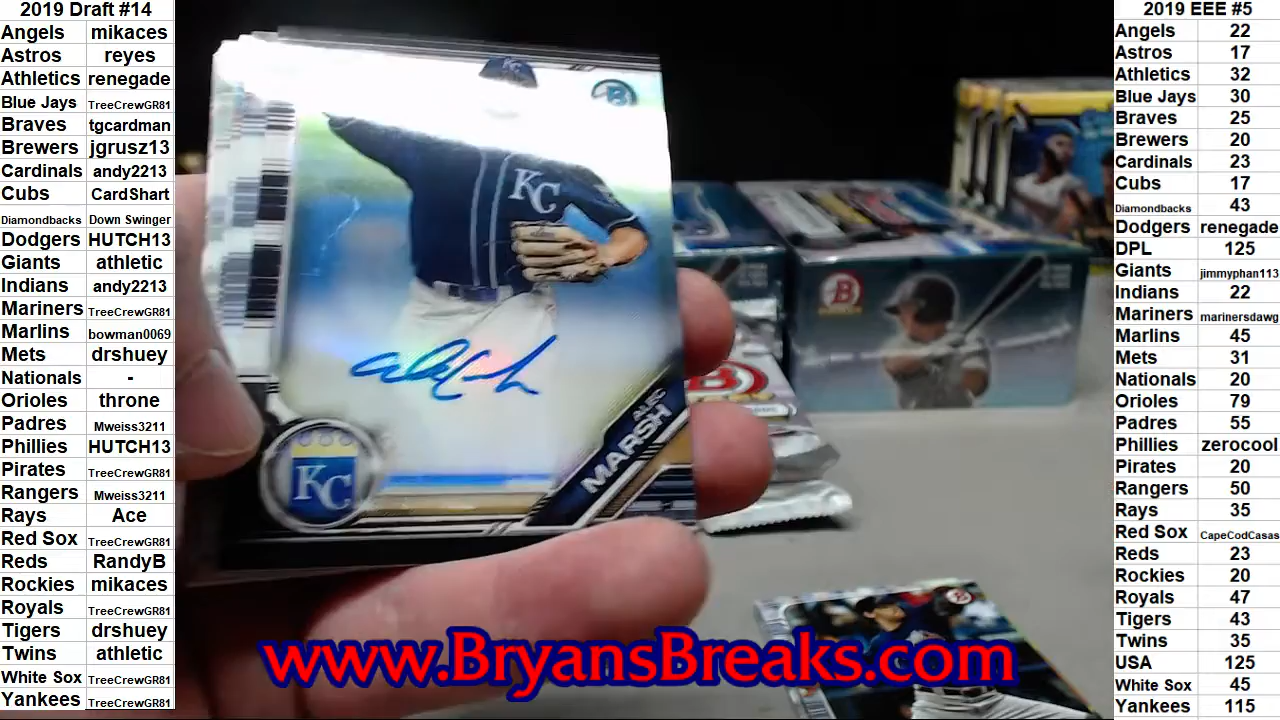 2019 Draft #14
Angels mikaces
Astros reyes
Athletics renegade
Blue Jays TreeCrewGR81
Braves tgcardman
Brewers jgrusz13
Cardinals andy2213
Cubs CardShart
Diamondbacks Down Swinger
Dodgers HUTCH13
Giants athletic
Indians andy2213
Mariners TreeCrewGR81
Marlins bowman0069
Mets drshuey
Nationals -
Orioles throne
Padres Mweiss3211
Phillies HUTCH13
Pirates TreeCrewGR81
Rangers Mweiss3211
Rays Ace
Red Sox TreeCrewGR81
Reds RandyB
Rockies mikaces
Royals TreeCrewGR81
Tigers drshuey
Twins athletic
White Sox TreeCrewGR81
Yankees TreeCrewGR81
KC
B
ALEC
MARSH
KC
B
B
www.BryansBreaks.com
2019 EEE #5
Angels 22
Astros 17
Athletics 32
Blue Jays 30
Braves 25
Brewers 20
Cardinals 23
Cubs 17
Diamondbacks 43
Dodgers renegade
DPL 125
Giants jimmyphan113
Indians 22
Mariners marinersdawg
Marlins 45
Mets 31
Nationals 20
Orioles 79
Padres 55
Phillies zerocool
Pirates 20
Rangers 50
Rays 35
Red Sox CapeCodCasas
Reds 23
Rockies 20
Royals 47
Tigers 43
Twins 35
USA 125
White Sox 45
Yankees 115